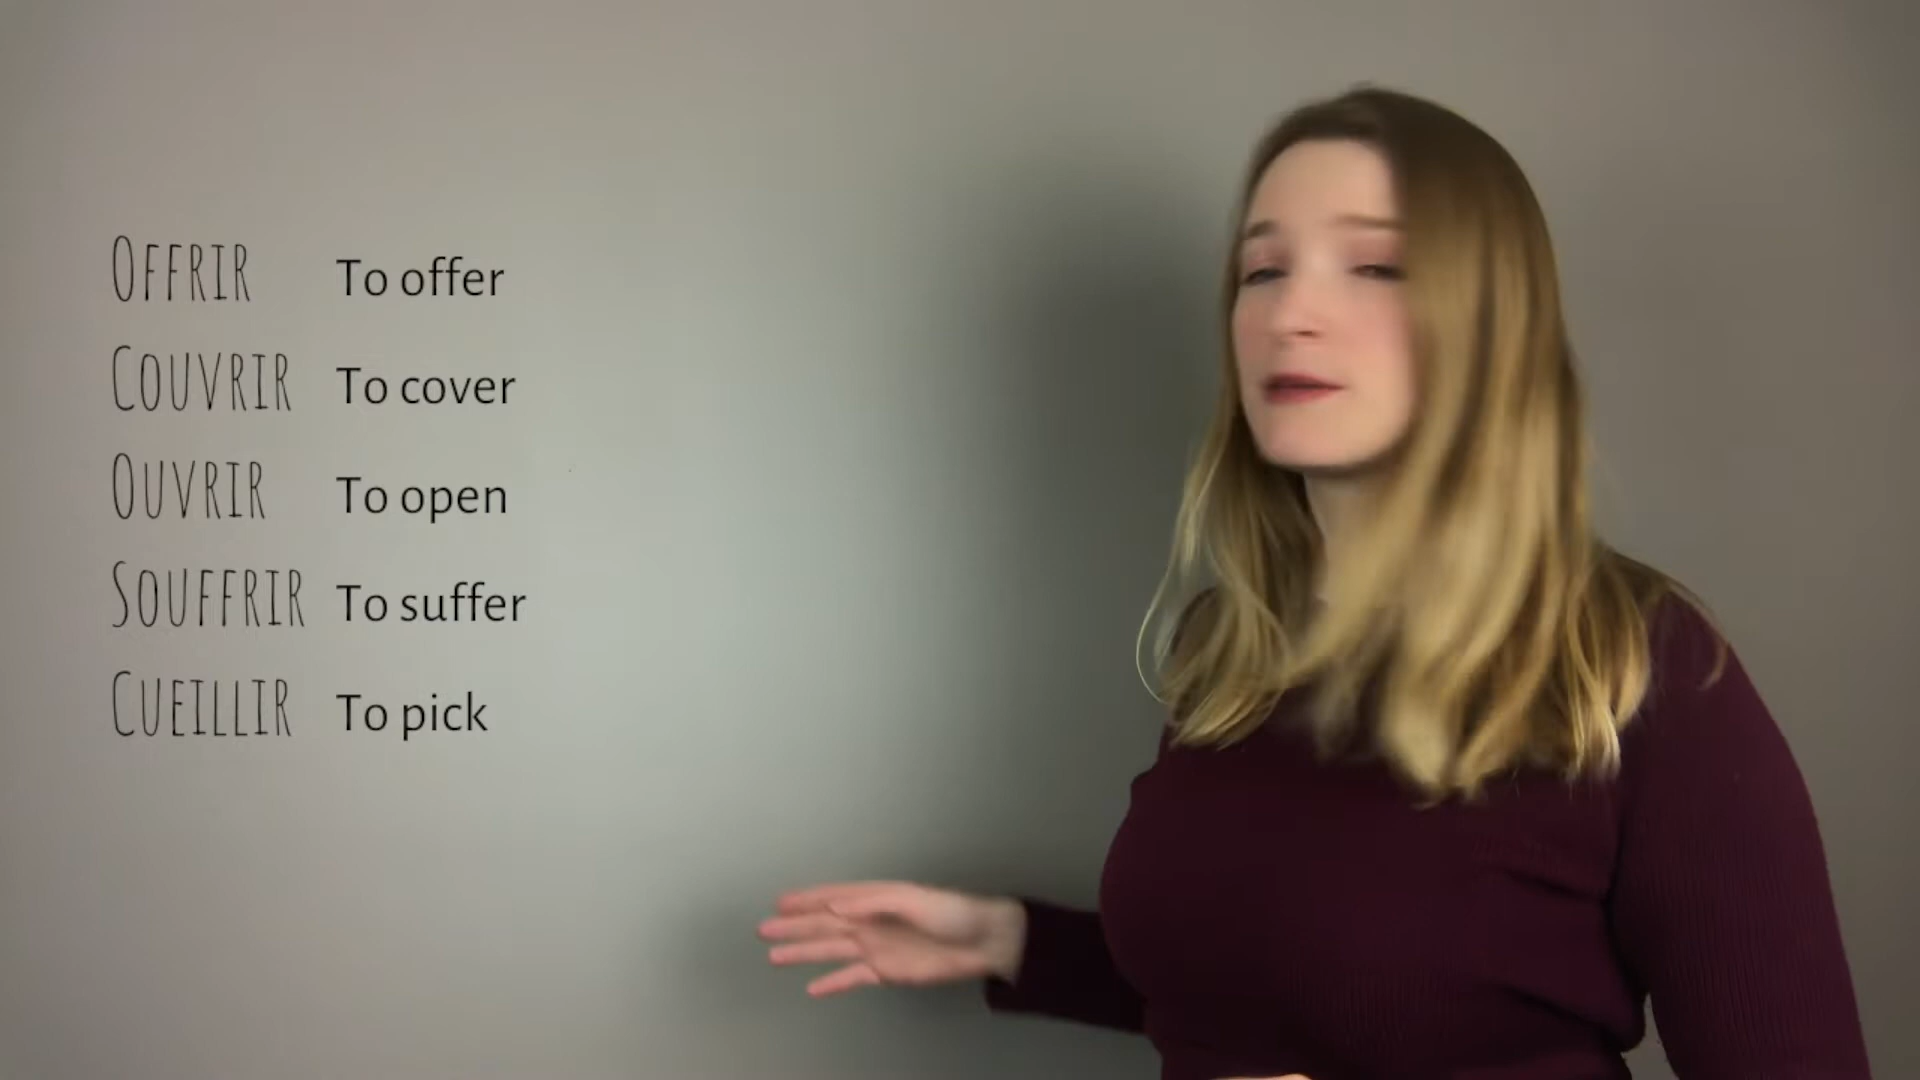 OFFRIR To offer
COUVRIR To cover
OUVRIR To open
SOUFFRIR To suffer
CUEILLIR To pick